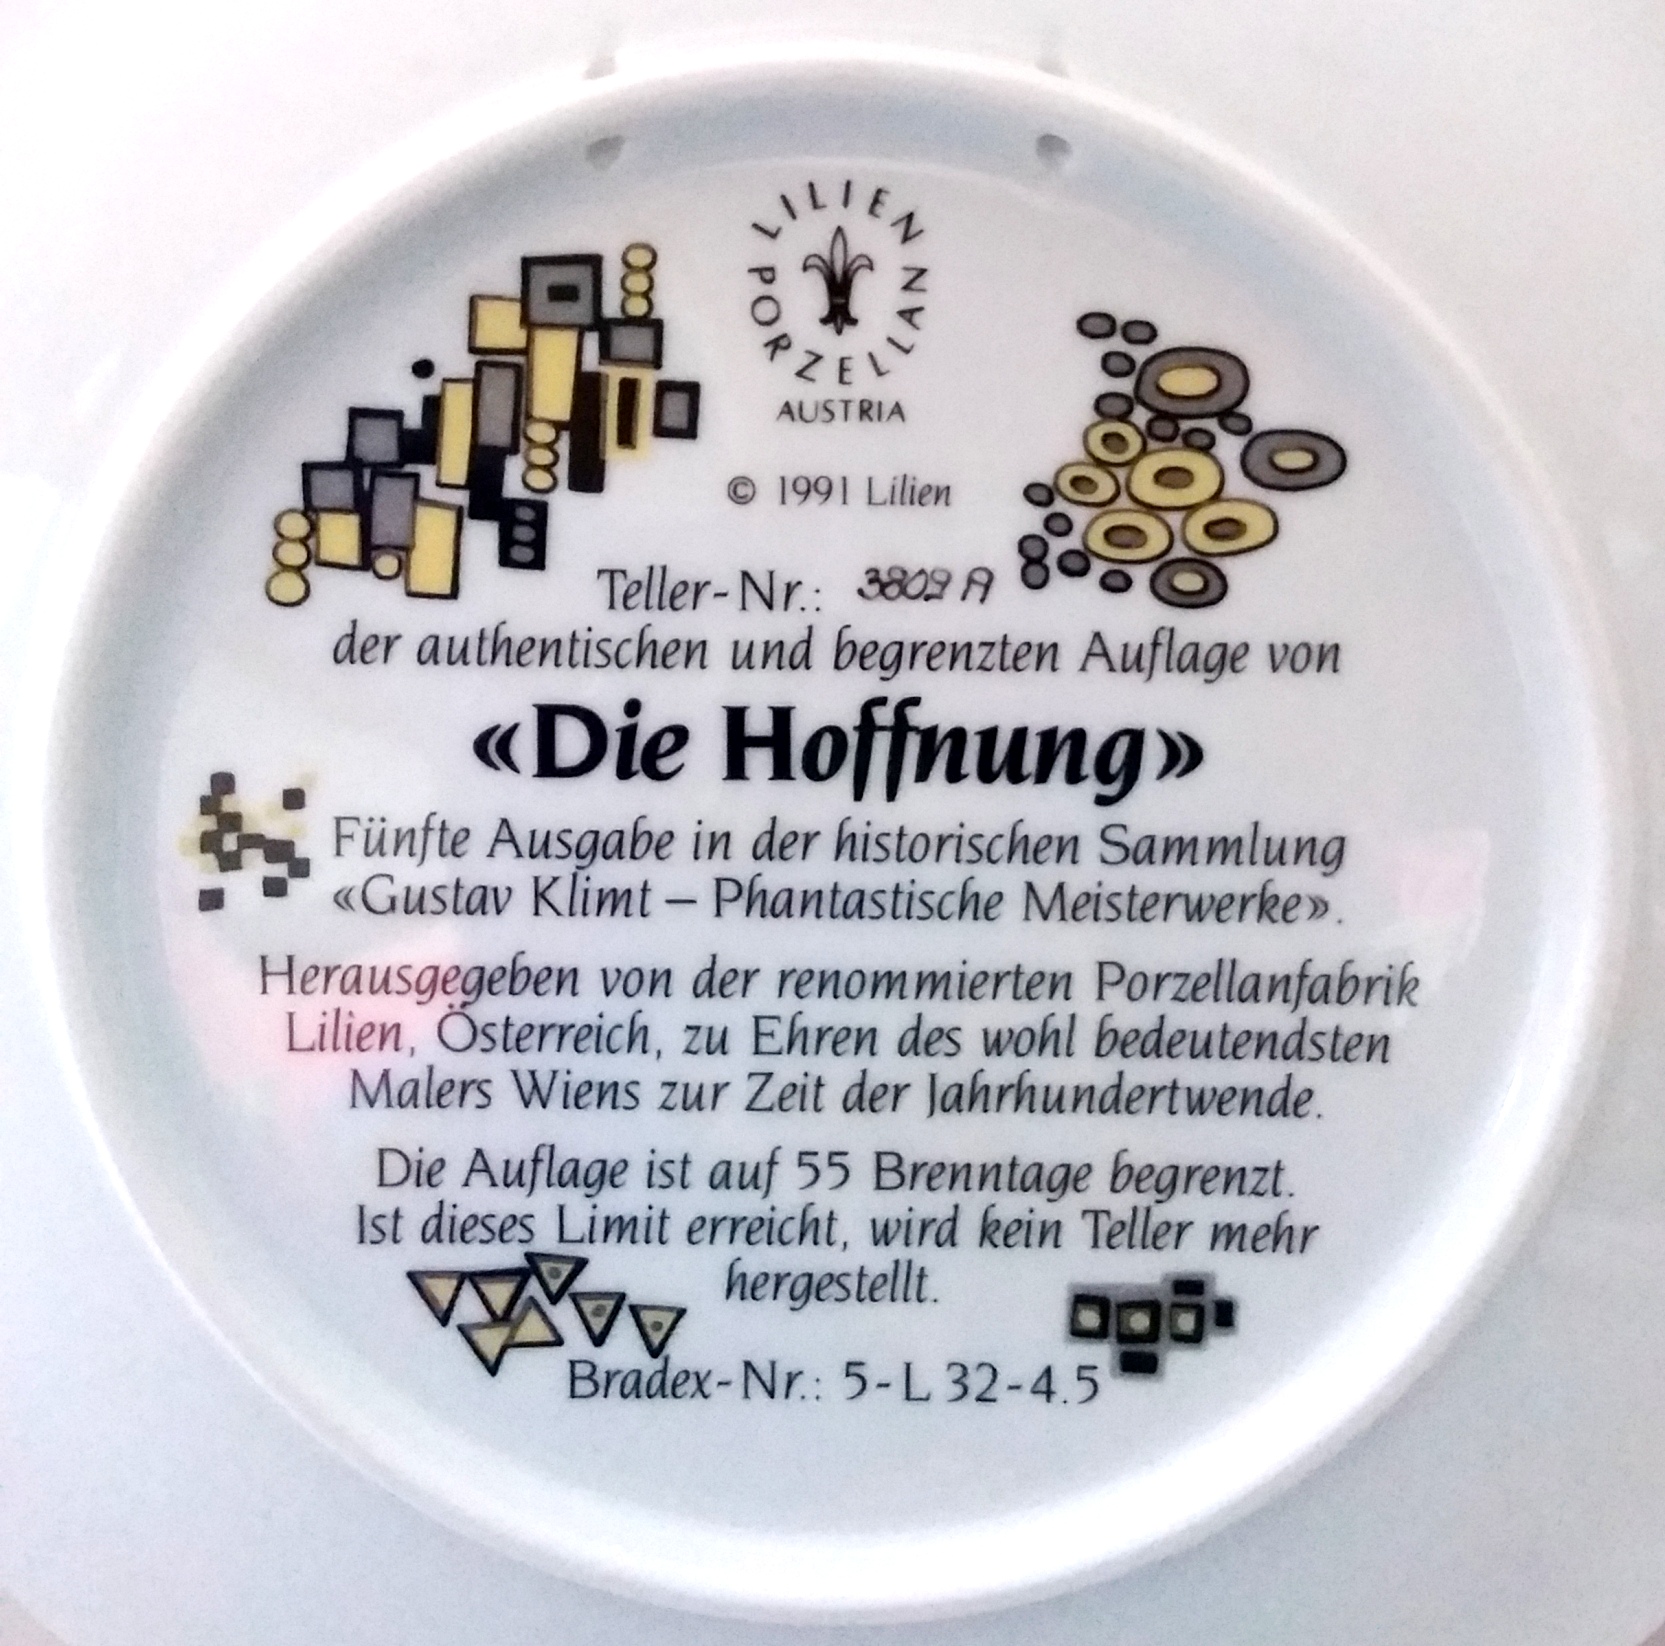 LILIEN PORZELLAN
AUSTRIA
© 1991 Lilien
Teller-Nr.: 3809 A
der authentischen und begrenzten Auflage von
«Die Hoffnung»
Fünfte Ausgabe in der historischen Sammlung
«Gustav Klimt – Phantastische Meisterwerke».
Herausgegeben von der renommierten Porzellanfabrik
Lilien, Österreich, zu Ehren des wohl bedeutendsten
Malers Wiens zur Zeit der Jahrhundertwende.
Die Auflage ist auf 55 Brenntage begrenzt.
Ist dieses Limit erreicht, wird kein Teller mehr
hergestellt.
Bradex-Nr.: 5-L 32-4.5